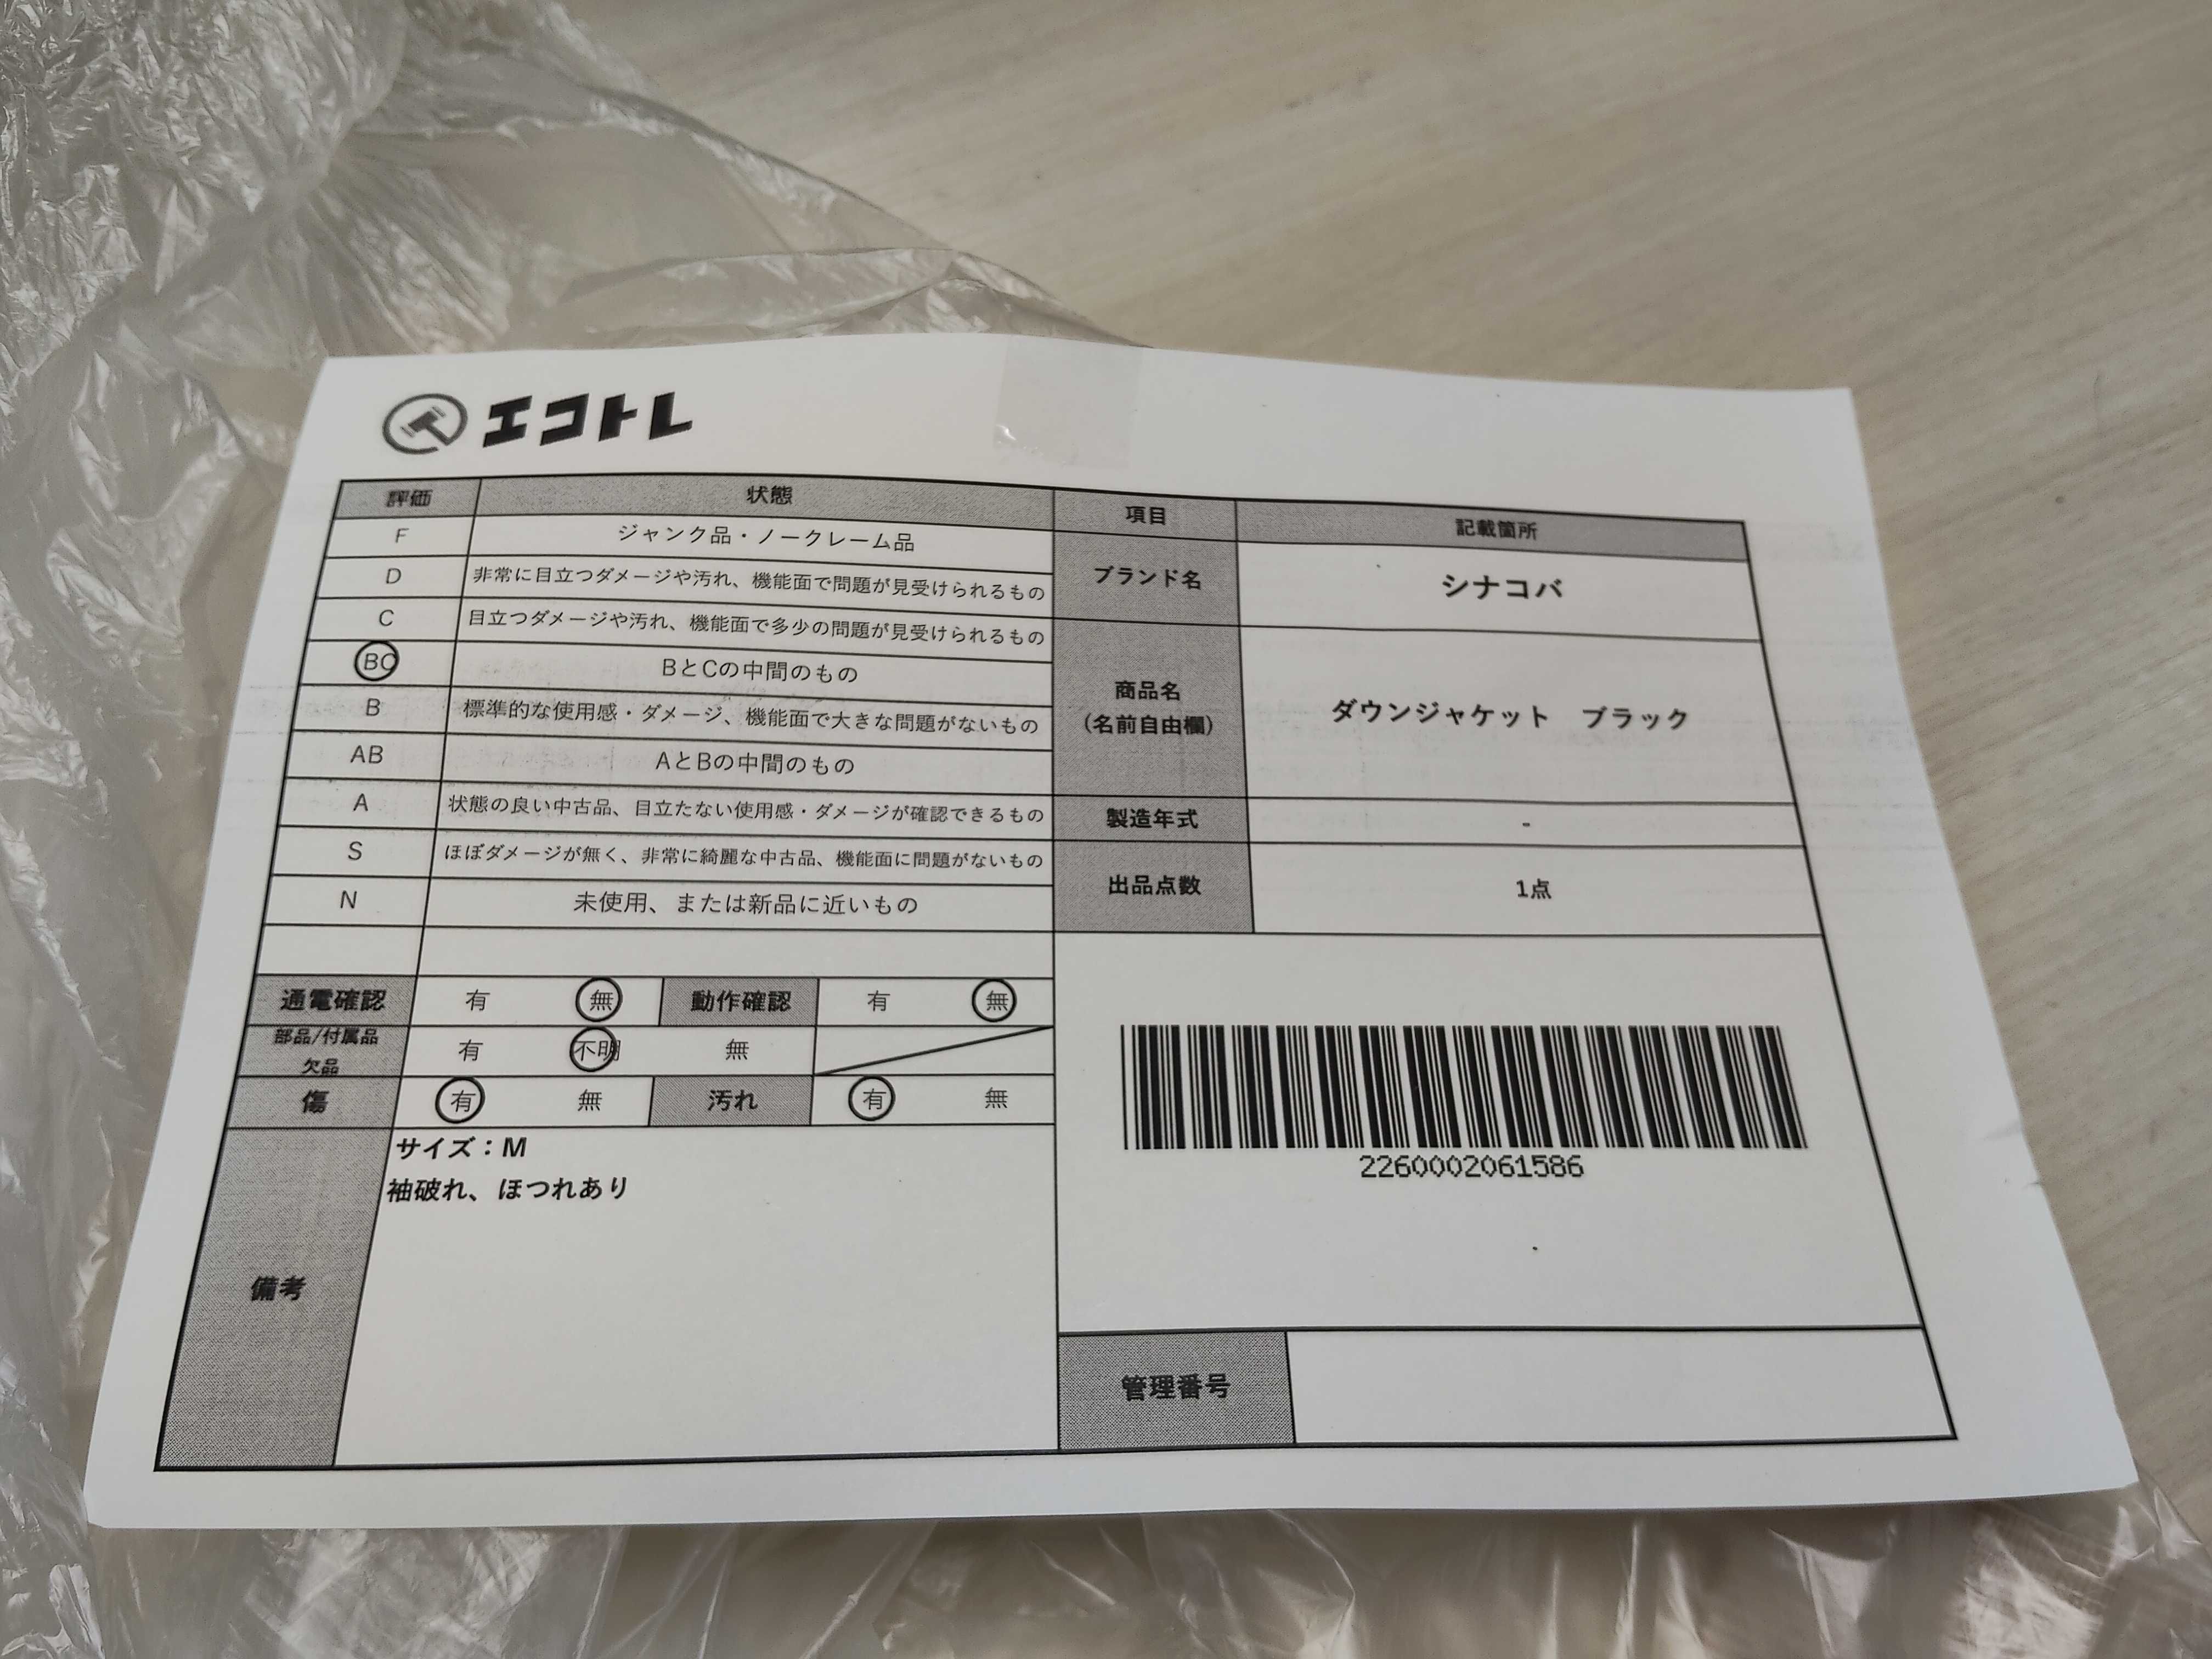 エコトレ
評価 状態
F ジャンク品・ノークレーム品
D 非常に目立つダメージや汚れ、機能面で問題が見受けられるもの
C 目立つダメージや汚れ、機能面で多少の問題が見受けられるもの
BC BとCの中間のもの
B 標準的な使用感・ダメージ、機能面で大きな問題がないもの
AB AとBの中間のもの
A 状態の良い中古品、目立たない使用感・ダメージが確認できるもの
S ほぼダメージが無く、非常に綺麗な中古品、機能面に問題がないもの
N 未使用、または新品に近いもの
通電確認 有 無 動作確認 有 無
部品/付属品
欠品
有 不明 無
傷 有 無 汚れ 有 無
備考
サイズ：M
袖破れ、ほつれあり
項目 記載箇所
ブランド名 シナコバ
商品名
(名前自由欄)
ダウンジャケット ブラック
製造年式 -
出品点数 1点
2260002061586
管理番号